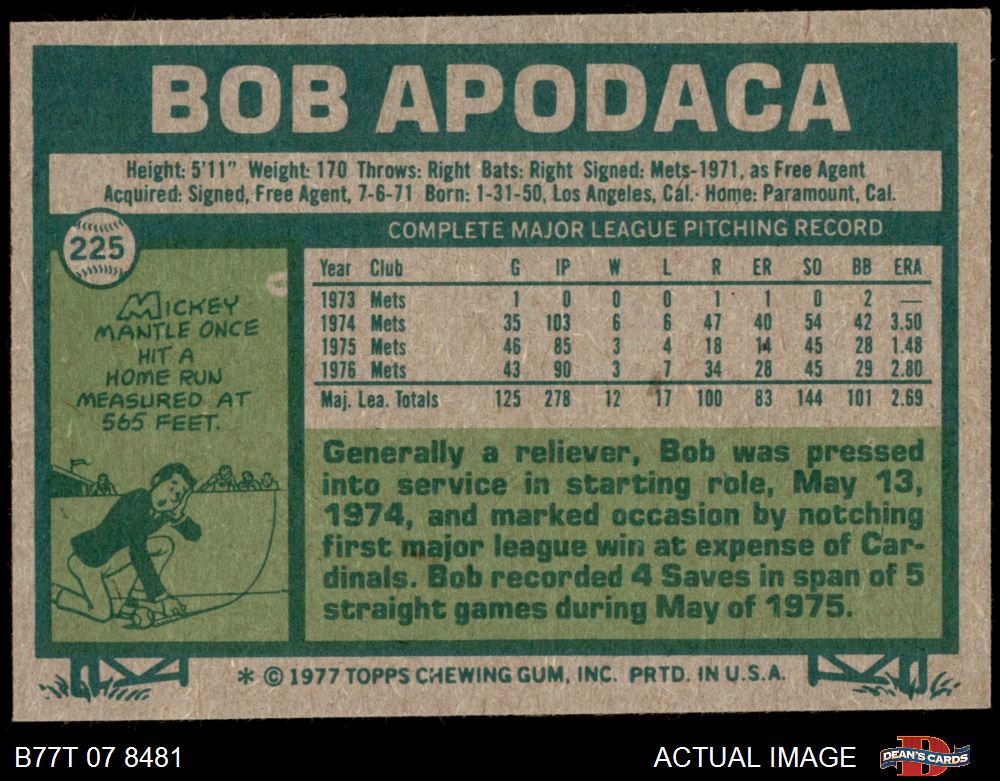 BOB APODACA
Height: 5'11" Weight: 170 Throws: Right Bats: Right Signed: Mets-1971, as Free Agent
Acquired: Signed, Free Agent, 7-6-71 Born: 1-31-50, Los Angeles, Cal. Home: Paramount, Cal.
225
COMPLETE MAJOR LEAGUE PITCHING RECORD
MICKEY
MANTLE ONCE
HIT A
HOME RUN
MEASURED AT
565 FEET.
Year Club G IP W L R ER SO BB ERA
1973 Mets 1 0 0 0 1 1 0 2 —
1974 Mets 35 103 6 6 47 40 54 42 3.50
1975 Mets 46 85 3 4 18 14 45 28 1.48
1976 Mets 43 90 3 7 34 28 45 29 2.80
Maj. Lea. Totals 125 278 12 17 100 83 144 101 2.69
Generally a reliever, Bob was pressed
into service in starting role, May 13,
1974, and marked occasion by notching
first major league win at expense of Car-
dinals. Bob recorded 4 Saves in span of 5
straight games during May of 1975.
* © 1977 TOPPS CHEWING GUM, INC. PRTD. IN U.S.A.
B77T 07 8481
ACTUAL IMAGE
DEAN'S CARDS